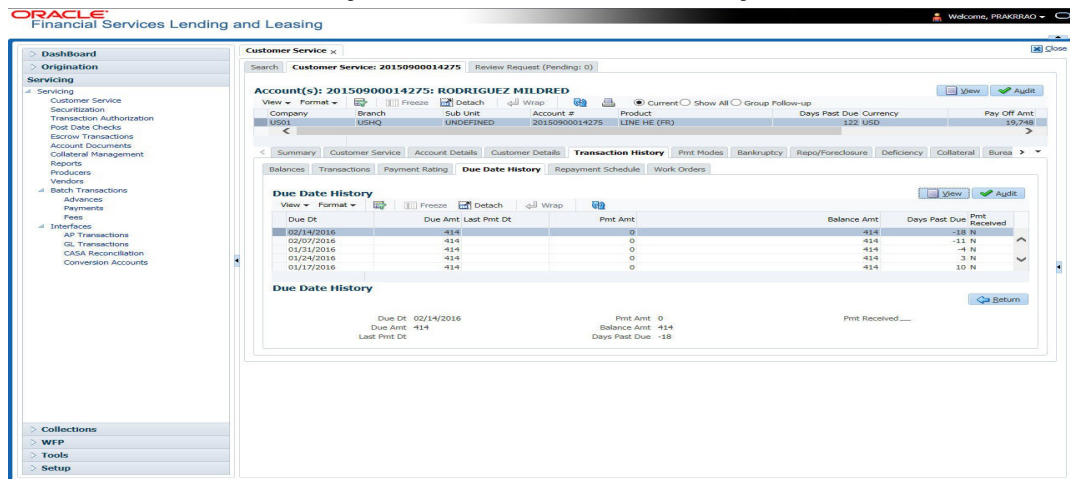 ORACLE
Financial Services Lending and Leasing
Welcome, PRAKRRAO
Close
DashBoard
Origination
Servicing
Servicing
Customer Service
Securitization
Transaction Authorization
Post Date Checks
Escrow Transactions
Account Documents
Collateral Management
Reports
Producers
Vendors
Batch Transactions
Advances
Payments
Fees
Interfaces
AP Transactions
GL Transactions
CASA Reconciliation
Conversion Accounts
Collections
WFP
Tools
Setup
Customer Service ×
Search Customer Service: 20150900014275 Review Request (Pending: 0)
Account(s): 20150900014275: RODRIGUEZ MILDRED View Audit
View Format Freeze Detach Wrap Current Show All Group Follow-up
Company Branch Sub Unit Account # Product Days Past Due Currency Pay Off Amt
US01 USHQ UNDEFINED 20150900014275 LINE HE (FR) 122 USD 19,748
Summary Customer Service Account Details Customer Details Transaction History Pmt Modes Bankruptcy Repo/Foreclosure Deficiency Collateral Burea
Balances Transactions Payment Rating Due Date History Repayment Schedule Work Orders
Due Date History View Audit
View Format Freeze Detach Wrap
Due Dt Due Amt Last Pmt Dt Pmt Amt Balance Amt Days Past Due Pmt Received
02/14/2016 414 0 414 -18 N
02/07/2016 414 0 414 -11 N
01/31/2016 414 0 414 -4 N
01/24/2016 414 0 414 3 N
01/17/2016 414 0 414 10 N
Due Date History
Return
Due Dt 02/14/2016 Pmt Amt 0 Pmt Received
Due Amt 414 Balance Amt 414
Last Pmt Dt Days Past Due -18